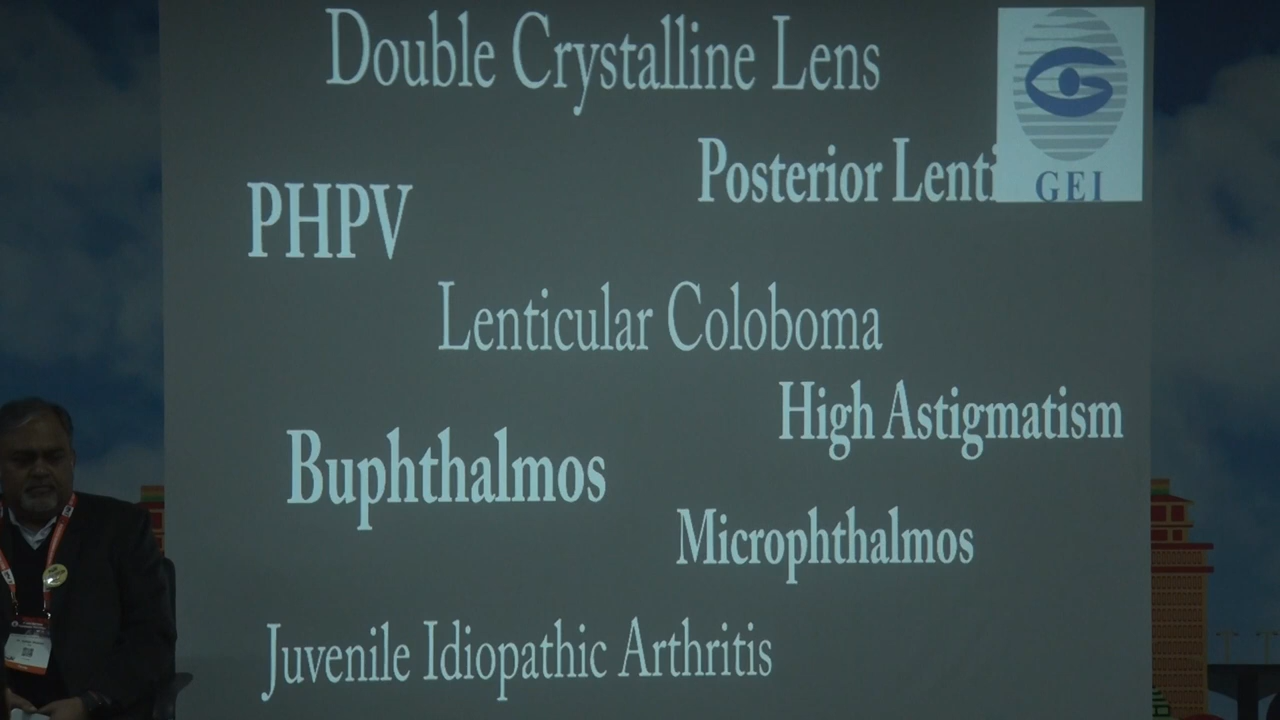 Double Crystalline Lens
Posterior Lenti
GEI
PHPV
Lenticular Coloboma
High Astigmatism
Buphthalmos
Microphthalmos
Juvenile Idiopathic Arthritis